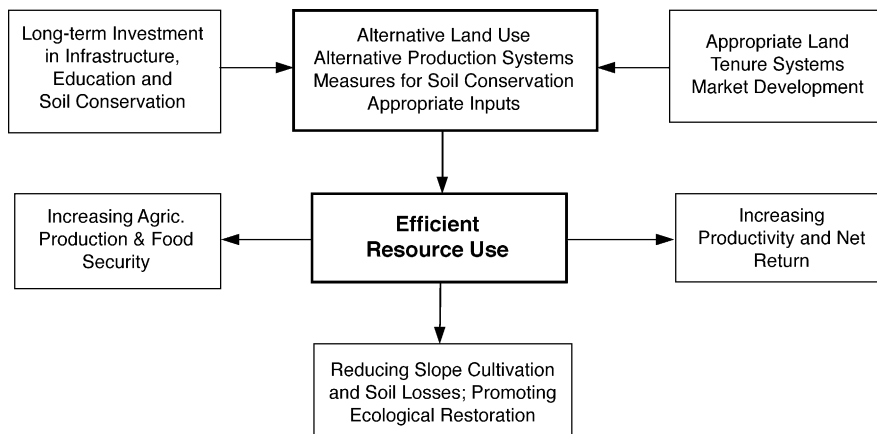 Long-term Investment
in Infrastructure,
Education and
Soil Conservation
Alternative Land Use
Alternative Production Systems
Measures for Soil Conservation
Appropriate Inputs
Appropriate Land
Tenure Systems
Market Development
Increasing Agric.
Production & Food
Security
Efficient
Resource Use
Increasing
Productivity and Net
Return
Reducing Slope Cultivation
and Soil Losses; Promoting
Ecological Restoration